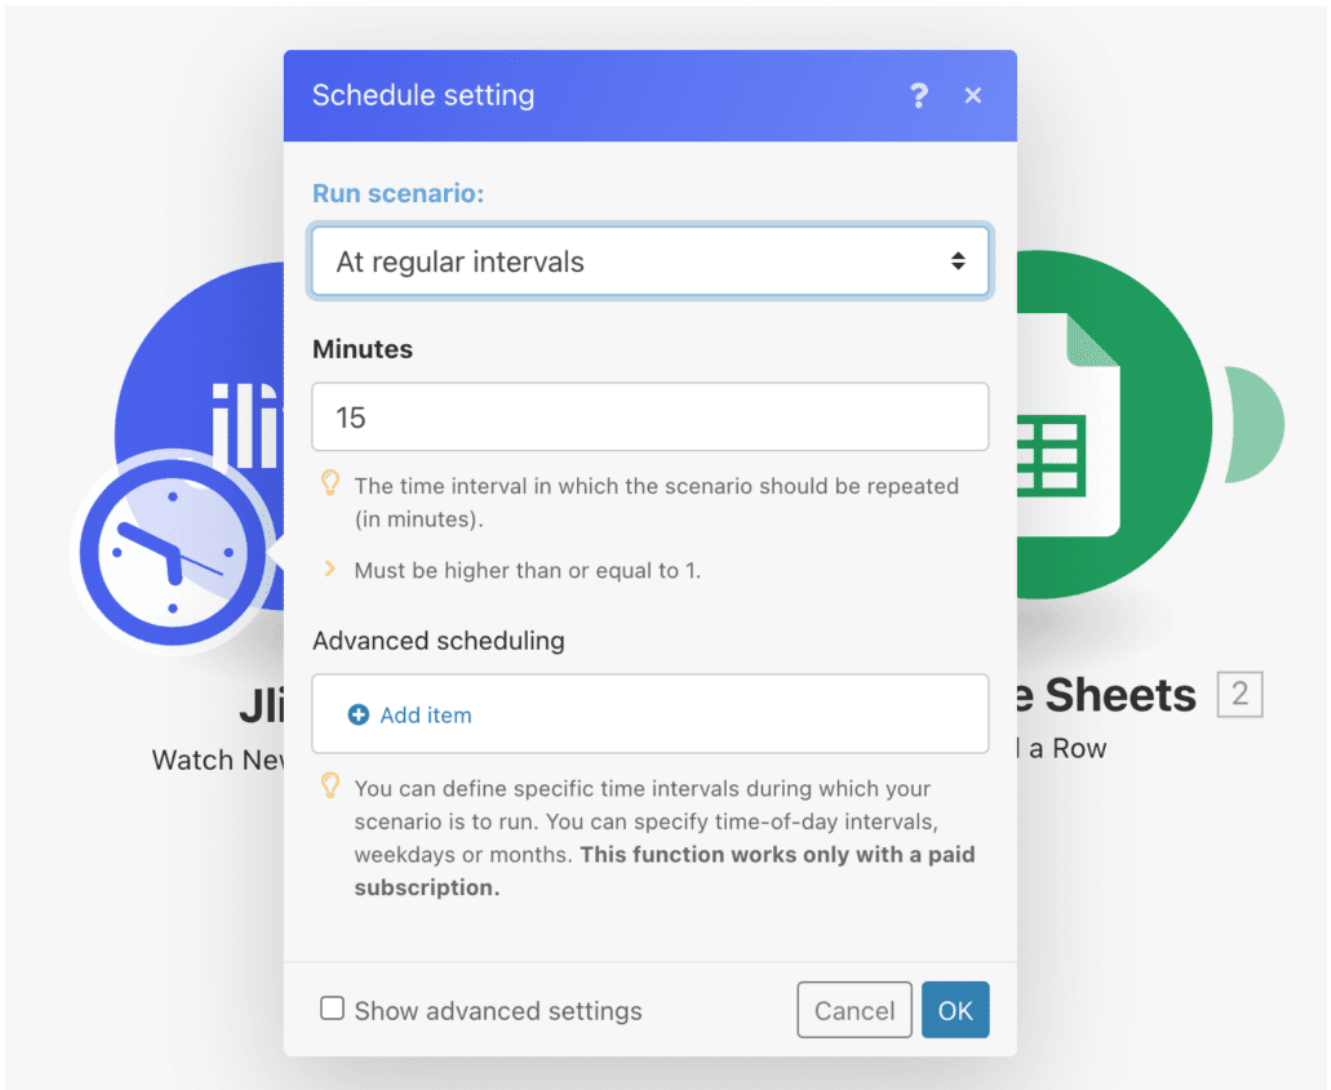 Schedule setting
?
Run scenario:
At regular intervals
Minutes
15
The time interval in which the scenario should be repeated
(in minutes).
Must be higher than or equal to 1.
Advanced scheduling
Add item
You can define specific time intervals during which your
scenario is to run. You can specify time-of-day intervals,
weekdays or months. This function works only with a paid
subscription.
Show advanced settings
Cancel
OK
Sheets
2
Watch
a Row